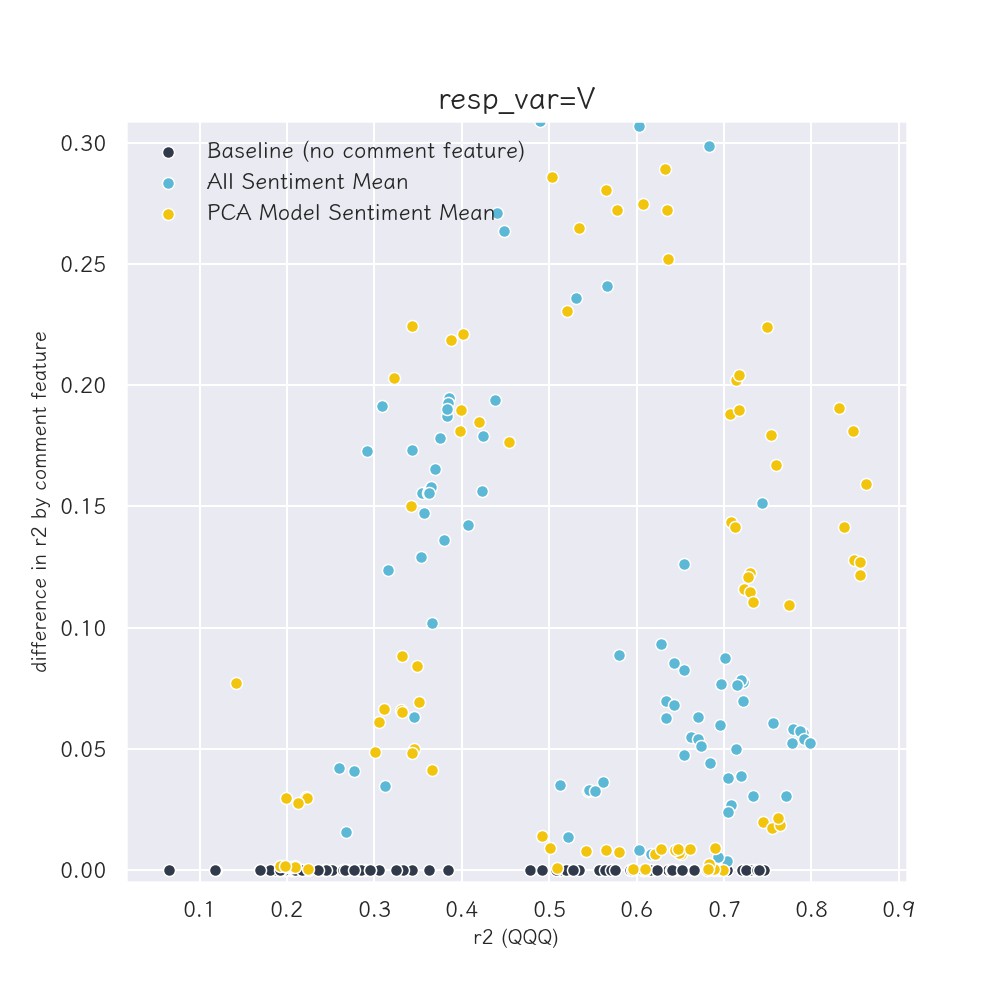 resp_var=V
Baseline (no comment feature)
All Sentiment Mean
PCA Model Sentiment Mean
0.30
0.25
0.20
0.15
0.10
0.05
0.00
difference in r2 by comment feature
0.1 0.2 0.3 0.4 0.5 0.6 0.7 0.8 0.9
r2 (QQQ)